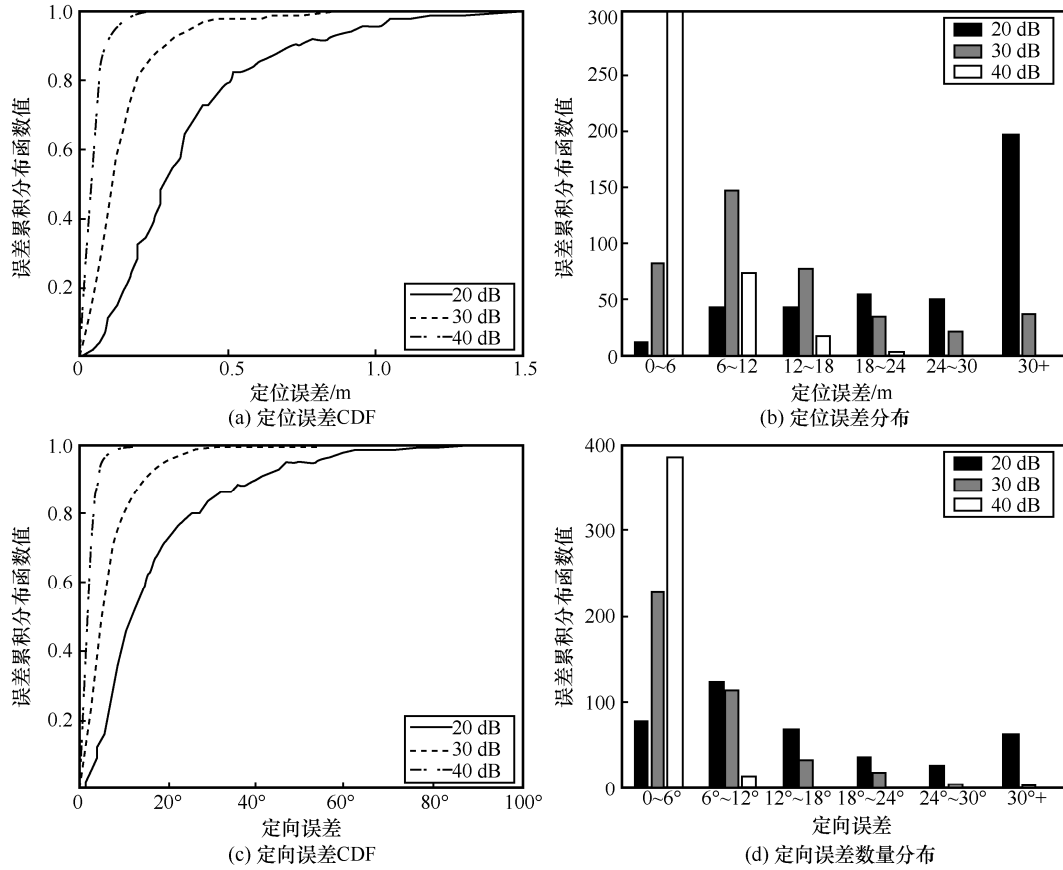 1.0
0.8
0.6
0.4
0.2
0
0.5
1.0
1.5
误差累积分布函数值
20 dB
30 dB
40 dB
定位误差/m
(a) 定位误差CDF
300
250
200
150
100
50
0
误差累积分布函数值
20 dB
30 dB
40 dB
0~6
6~12
12~18
18~24
24~30
30+
定位误差/m
(b) 定位误差分布
1.0
0.8
0.6
0.4
0.2
0
20°
40°
60°
80°
100°
误差累积分布函数值
20 dB
30 dB
40 dB
定向误差
(c) 定向误差CDF
400
300
200
100
0
误差累积分布函数值
20 dB
30 dB
40 dB
0~6°
6°~12°
12°~18°
18°~24°
24°~30°
30°+
定向误差
(d) 定向误差数量分布